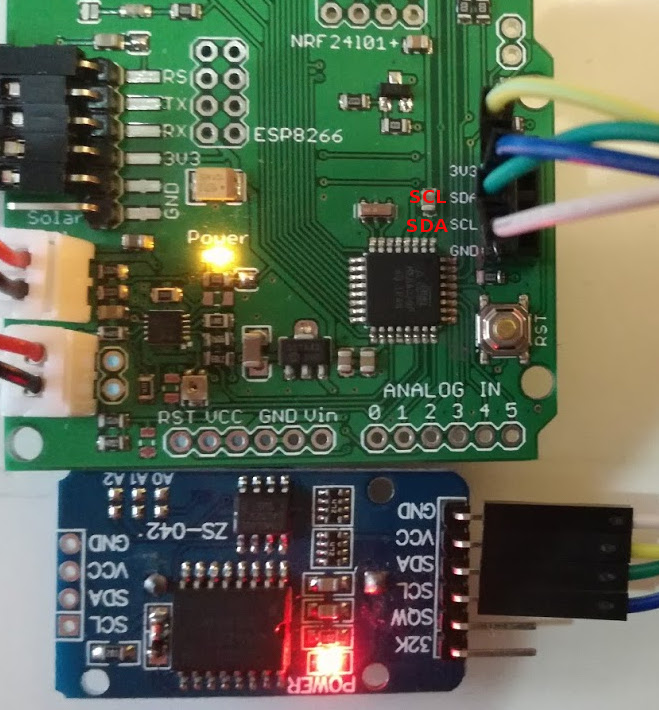 NRF24l01+
RS
TX
RX
3V3
GND
ESP8266
Solar
Power
3V3
SCL
SDA
SDA
SCL
GND
RST
ANALOG IN
0 1 2 3 4 5
RST VCC GND Vin
A0 A1 A2
ZS-042
GND
VCC
SDA
SCL
GND
VCC
SDA
SCL
SQW
32K
POWER